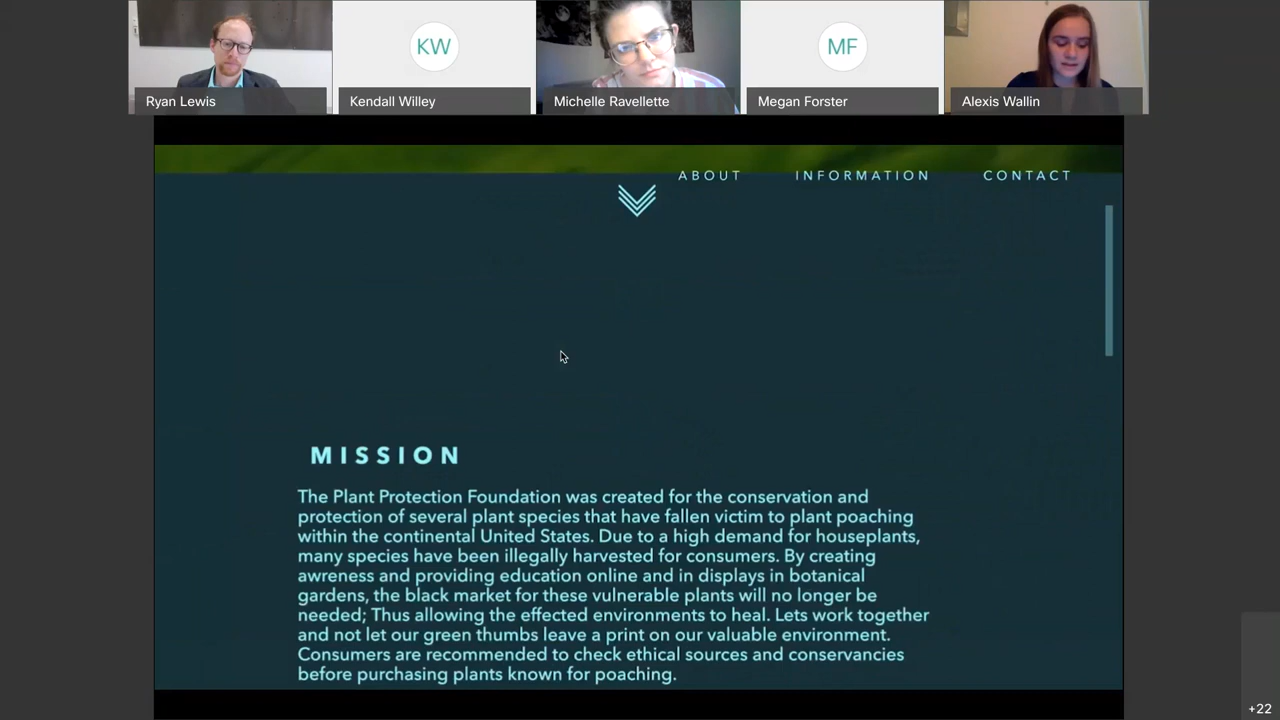 KW
MF
Ryan Lewis
Kendall Willey
Michelle Ravellette
Megan Forster
Alexis Wallin
ABOUT
INFORMATION
CONTACT
MISSION
The Plant Protection Foundation was created for the conservation and
protection of several plant species that have fallen victim to plant poaching
within the continental United States. Due to a high demand for houseplants,
many species have been illegally harvested for consumers. By creating
awreness and providing education online and in displays in botanical
gardens, the black market for these vulnerable plants will no longer be
needed; Thus allowing the effected environments to heal. Lets work together
and not let our green thumbs leave a print on our valuable environment.
Consumers are recommended to check ethical sources and conservancies
before purchasing plants known for poaching.
+22